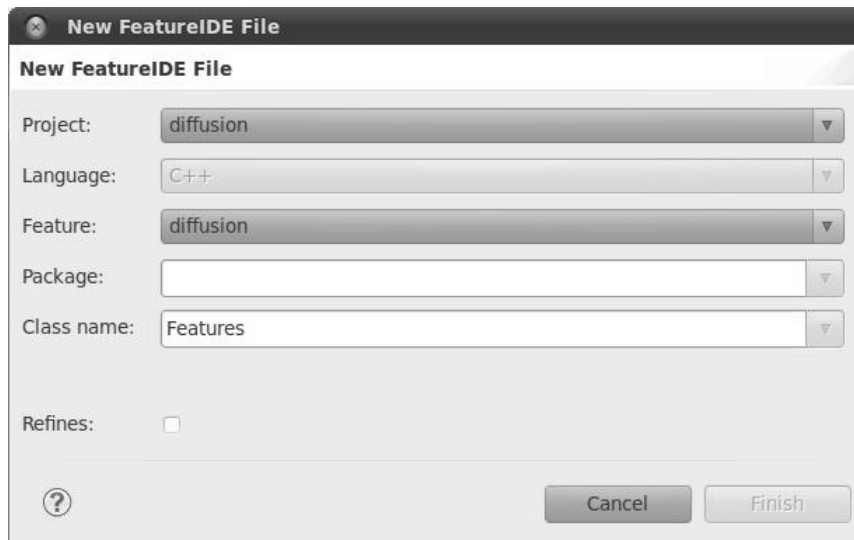 New FeatureIDE File
New FeatureIDE File
Project: diffusion
Language: C++
Feature: diffusion
Package:
Class name: Features
Refines:
? Cancel Finish